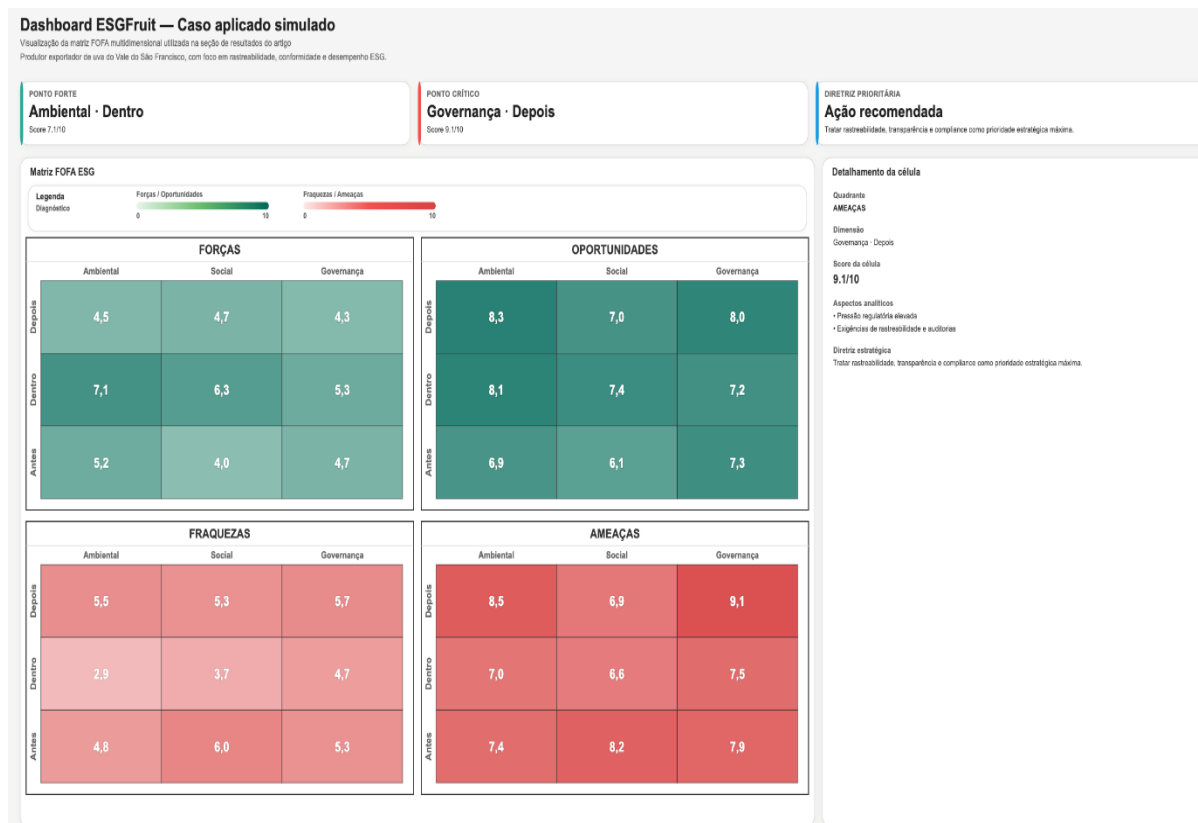 Dashboard ESGFruit — Caso aplicado simulado
Visualização da matriz FOFA multidimensional utilizada na seção de resultados do artigo
Produtor exportador de uva do Vale do São Francisco, com foco em rastreabilidade, conformidade e desempenho ESG.
PONTO FORTE
Ambiental · Dentro
Score 7.1/10
PONTO CRÍTICO
Governança · Depois
Score 9.1/10
DIRETRIZ PRIORITÁRIA
Ação recomendada
Tratar rastreabilidade, transparência e compliance como prioridade estratégica máxima.
Matriz FOFA ESG
Legenda
Diagnóstico
Forças / Oportunidades
0 10
Fraquezas / Ameaças
0 10
FORÇAS
Ambiental Social Governança
Depois 4,5 4,7 4,3
Dentro 7,1 6,3 5,3
Antes 5,2 4,0 4,7
OPORTUNIDADES
Ambiental Social Governança
Depois 8,3 7,0 8,0
Dentro 8,1 7,4 7,2
Antes 6,9 6,1 7,3
FRAQUEZAS
Ambiental Social Governança
Depois 5,5 5,3 5,7
Dentro 2,9 3,7 4,7
Antes 4,8 6,0 5,3
AMEAÇAS
Ambiental Social Governança
Depois 8,5 6,9 9,1
Dentro 7,0 6,6 7,5
Antes 7,4 8,2 7,9
Detalhamento da célula
Quadrante
AMEAÇAS
Dimensão
Governança · Depois
Score da célula
9.1/10
Aspectos analíticos
• Pressão regulatória elevada
• Exigências de rastreabilidade e auditorias
Diretriz estratégica
Tratar rastreabilidade, transparência e compliance como prioridade estratégica máxima.